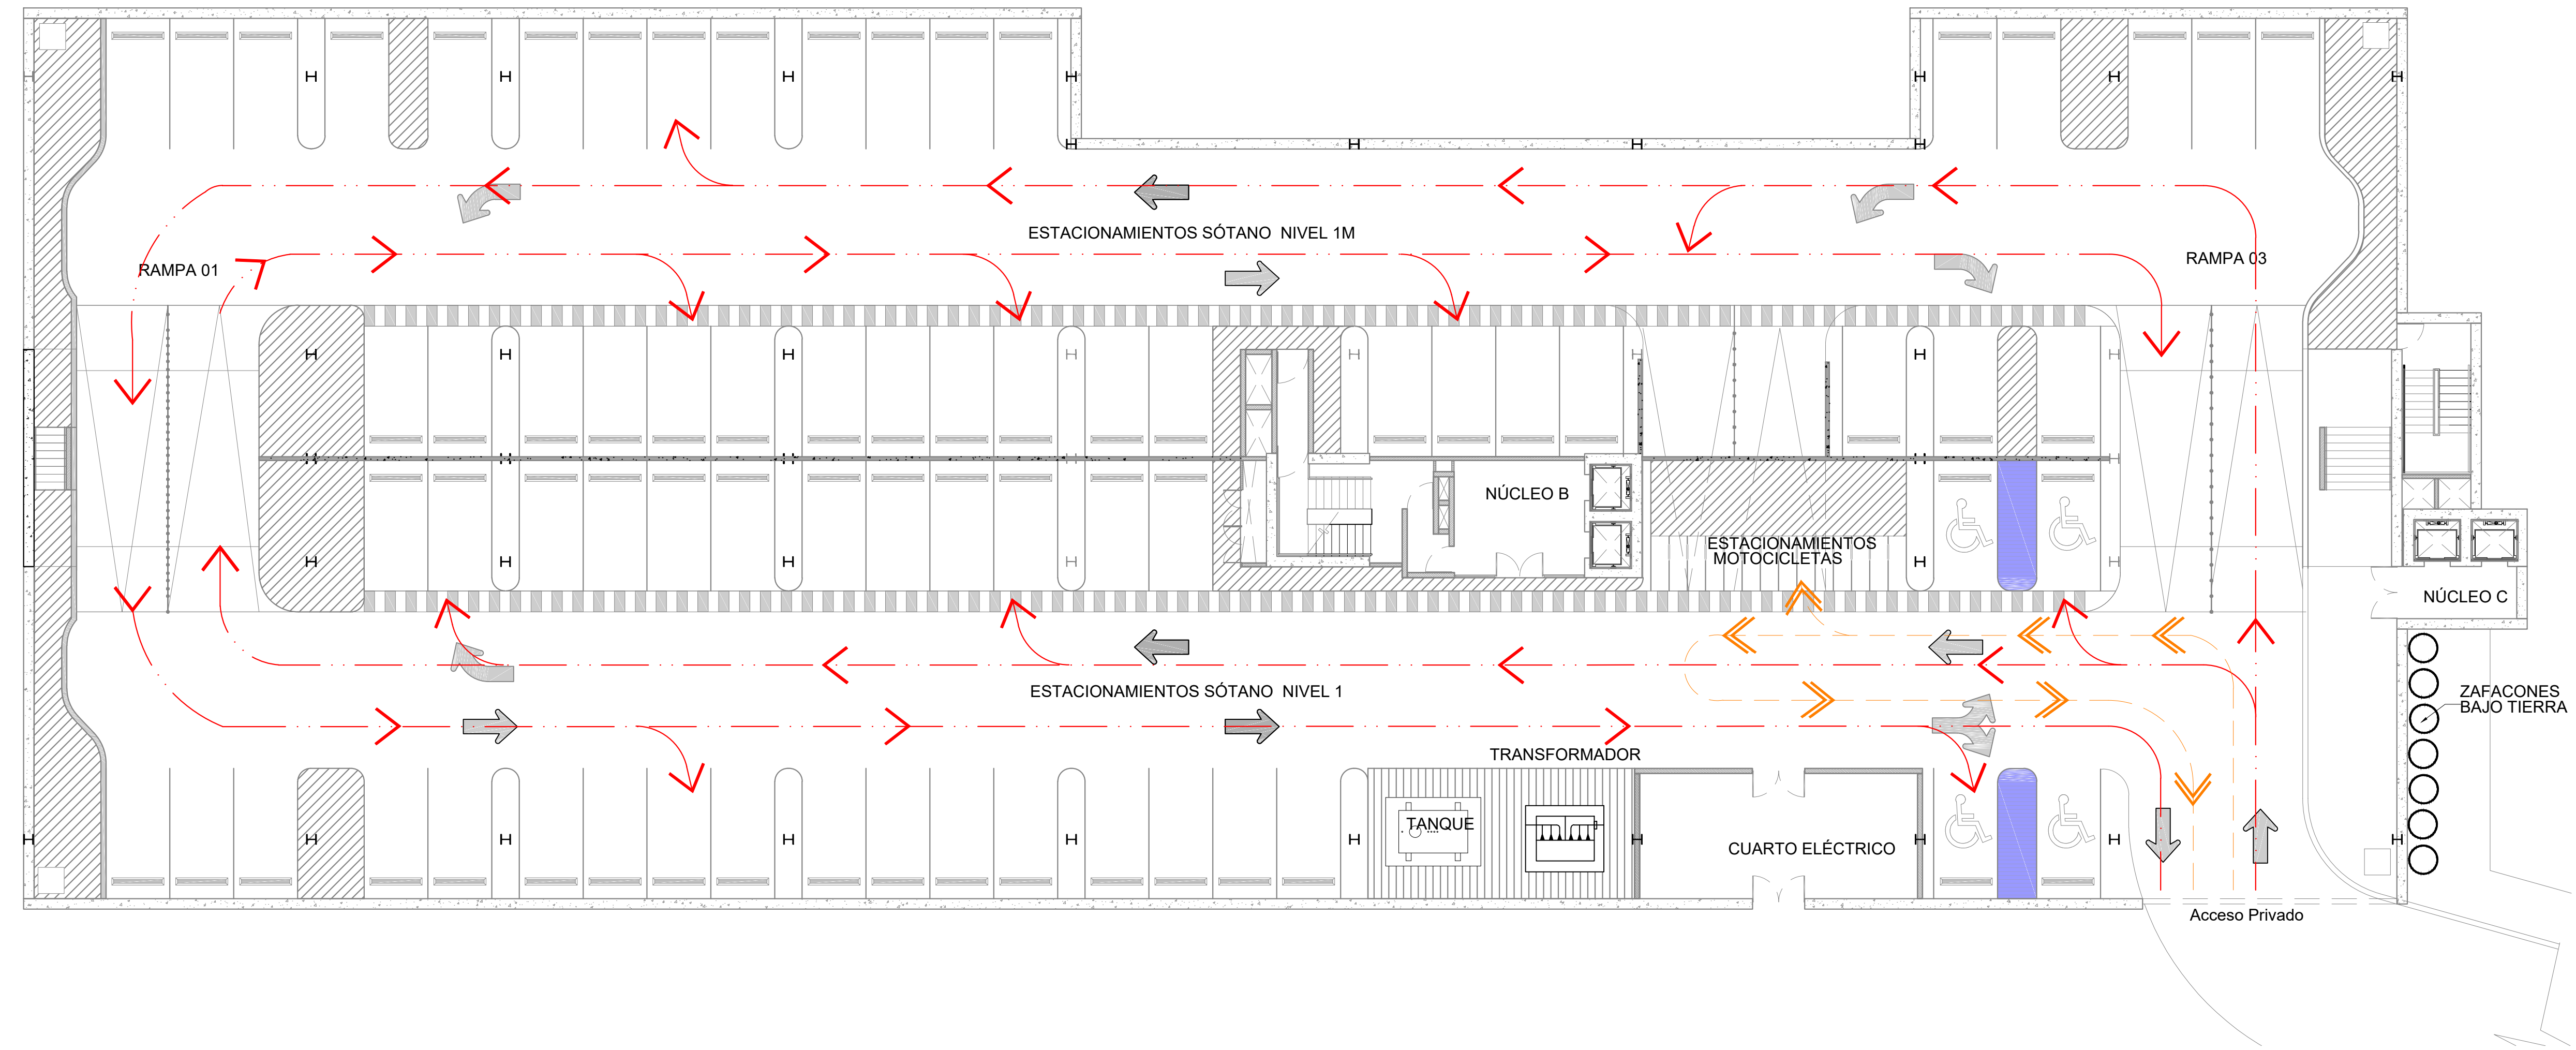 ESTACIONAMIENTOS SÓTANO NIVEL 1M
RAMPA 01
RAMPA 03
NÚCLEO B
ESTACIONAMIENTOS
MOTOCICLETAS
NÚCLEO C
ESTACIONAMIENTOS SÓTANO NIVEL 1
ZAFACONES
BAJO TIERRA
TRANSFORMADOR
TANQUE
CUARTO ELÉCTRICO
Acceso Privado